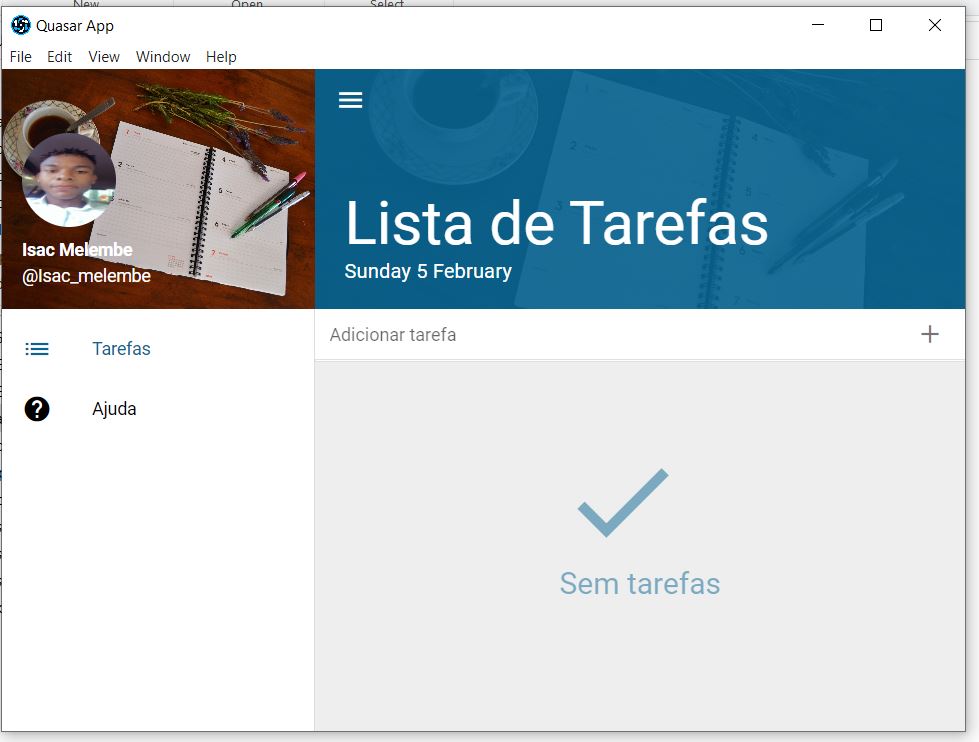 New Open Select
Quasar App
File Edit View Window Help
Isac Melembe
@Isac_melembe
Lista de Tarefas
Sunday 5 February
Tarefas
Ajuda
Adicionar tarefa
Sem tarefas